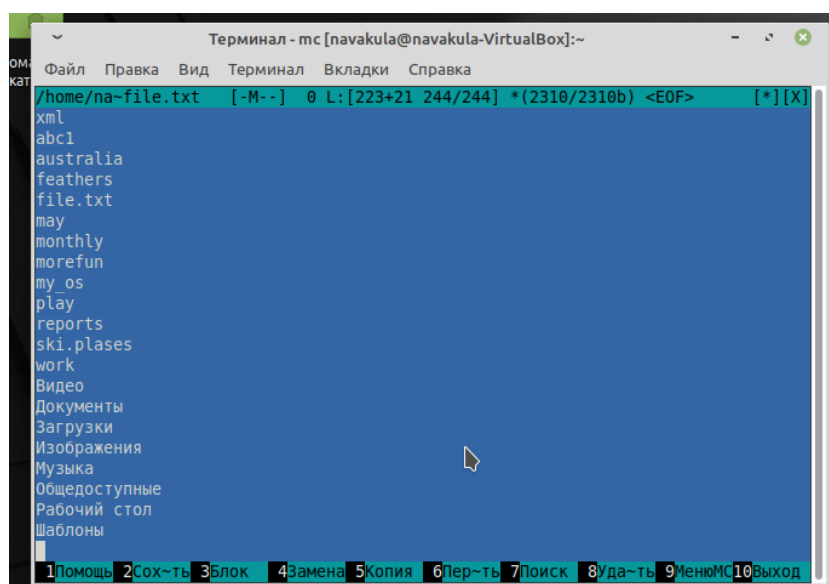 ома
кат
Терминал - mc [navakula@navakula-VirtualBox]:~
Файл Правка Вид Терминал Вкладки Справка
/home/na~file.txt [-M--] 0 L:[223+21 244/244] *(2310/2310b) <EOF> [*][X]
xml
abc1
australia
feathers
file.txt
may
monthly
morefun
my_os
play
reports
ski.plases
work
Видео
Документы
Загрузки
Изображения
Музыка
Общедоступные
Рабочий стол
Шаблоны
1Помощь 2Сох~ть 3Блок 4Замена 5Копия 6Пер~ть 7Поиск 8Уда~ть 9МенюMC 10Выход